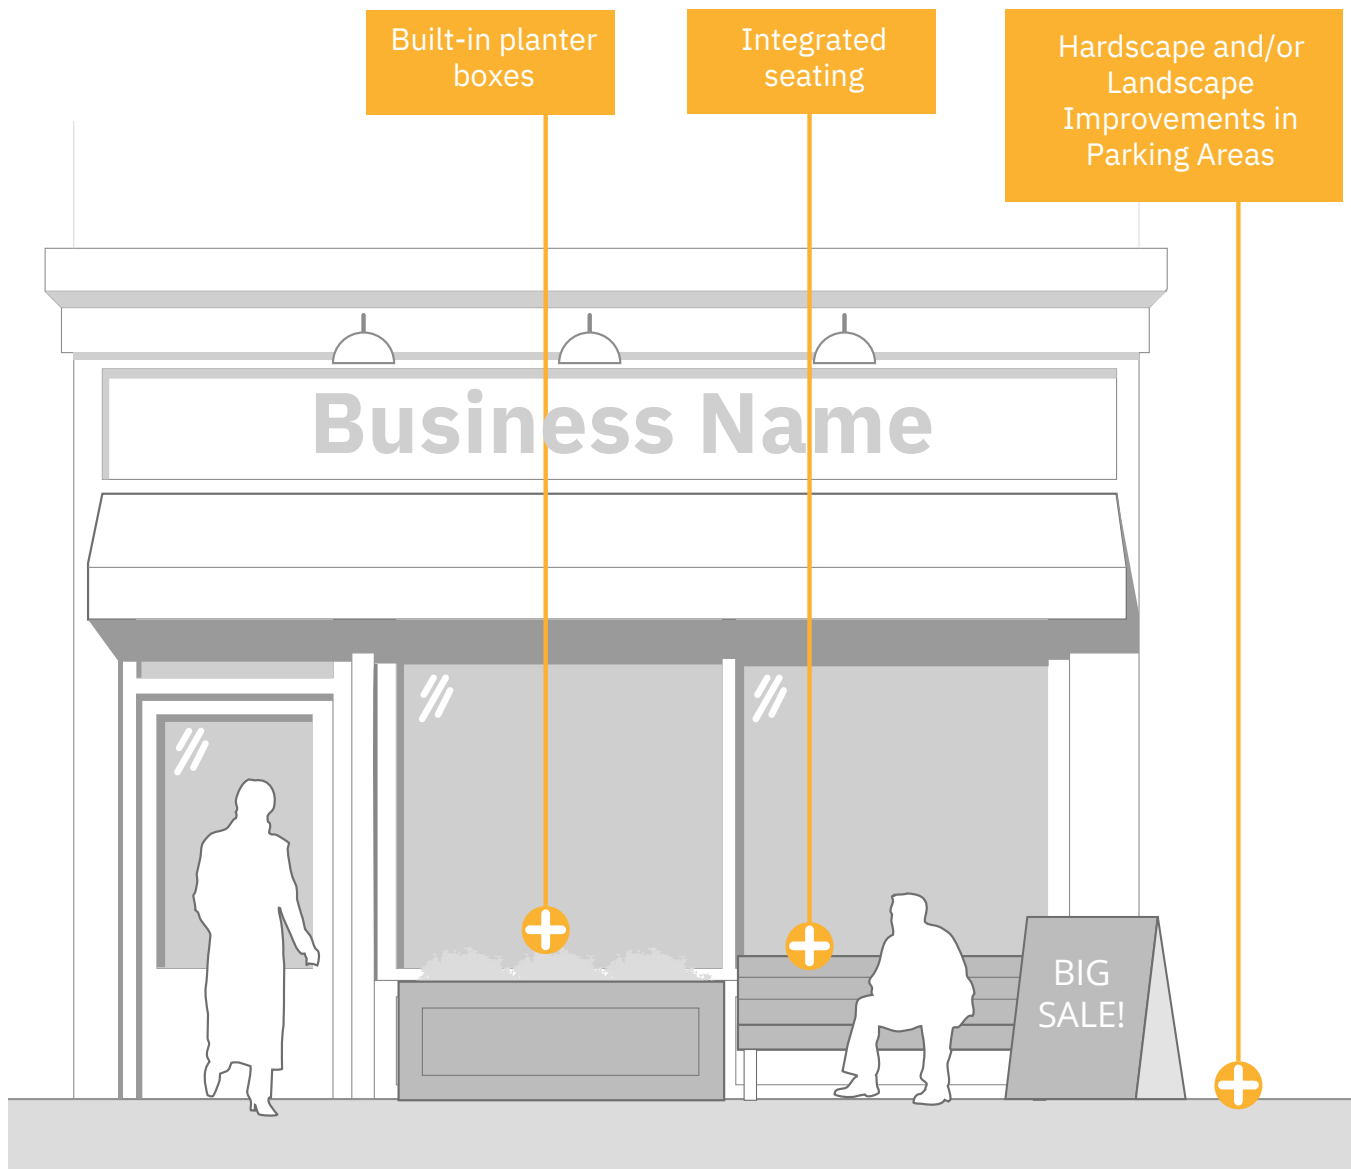 Built-in planter
boxes
Integrated
seating
Hardscape and/or
Landscape
Improvements in
Parking Areas
Business Name
BIG
SALE!